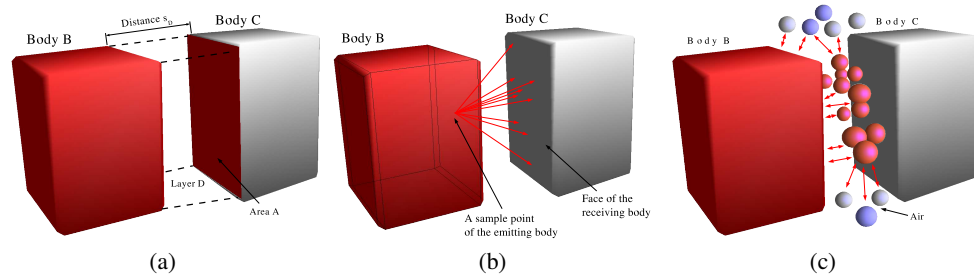 Distance s_D
Body B
Body C
Layer D
Area A
(a)
Body B
Body C
A sample point
of the emitting body
Face of the
receiving body
(b)
Body B
Body C
Air
(c)